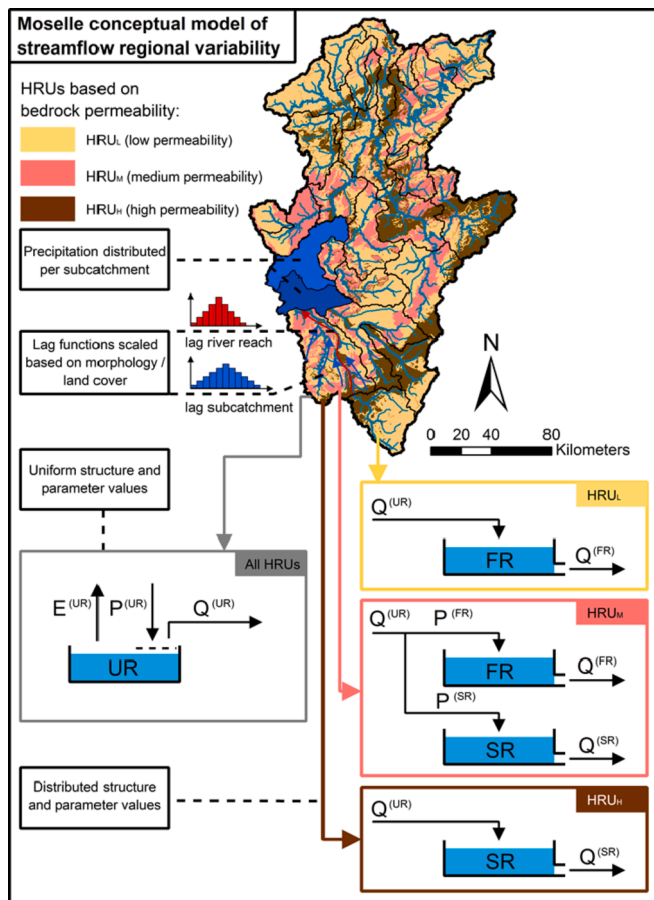 Moselle conceptual model of
streamflow regional variability
HRUs based on
bedrock permeability:
HRUL (low permeability)
HRUM (medium permeability)
HRUH (high permeability)
Precipitation distributed
per subcatchment
lag river reach
Lag functions scaled
based on morphology /
land cover
lag subcatchment
N
0 20 40 80
Kilometers
Uniform structure and
parameter values
All HRUs
E(UR) P(UR) Q(UR)
UR
HRUL
Q(UR)
FR
Q(FR)
HRUM
Q(UR) P(FR)
FR
Q(FR)
P(SR)
SR
Q(SR)
Distributed structure
and parameter values
HRUH
Q(UR)
SR
Q(SR)